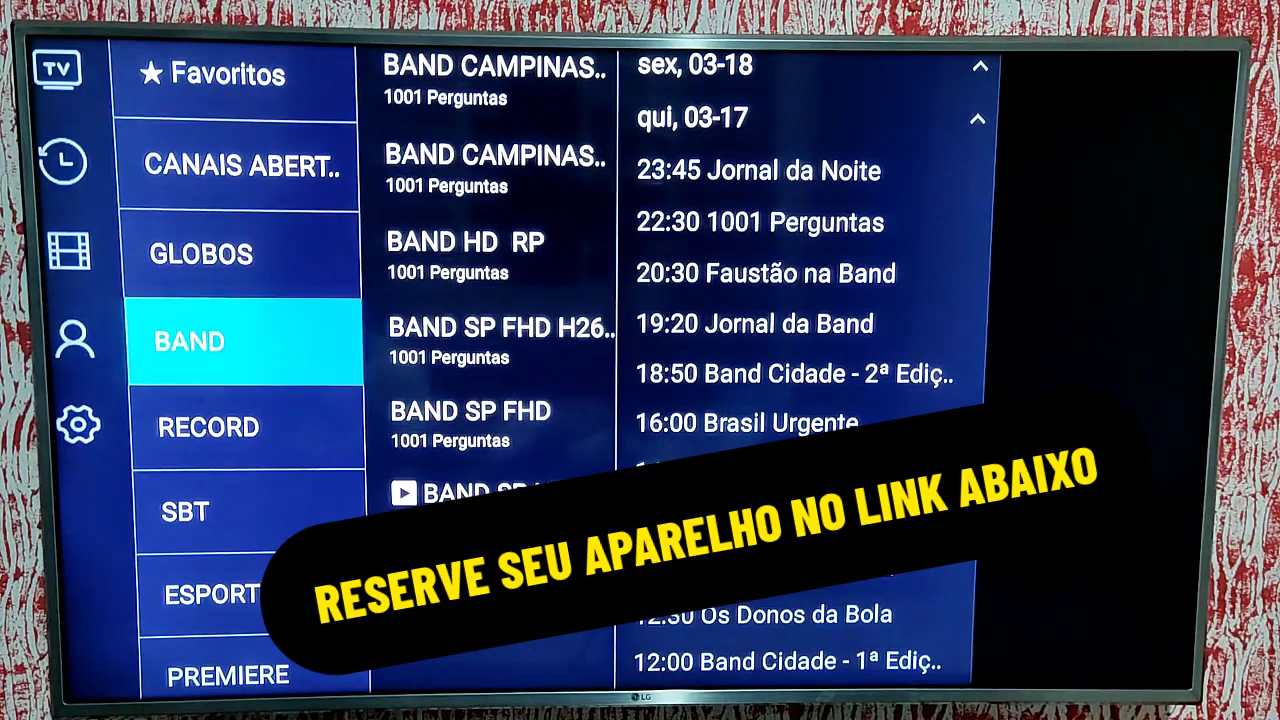 TV
★ Favoritos
CANAIS ABERT..
GLOBOS
BAND
RECORD
SBT
ESPORT
PREMIERE
BAND CAMPINAS..
1001 Perguntas
BAND CAMPINAS..
1001 Perguntas
BAND HD RP
1001 Perguntas
BAND SP FHD H26..
1001 Perguntas
BAND SP FHD
1001 Perguntas
BAND SP
sex, 03-18
qui, 03-17
23:45 Jornal da Noite
22:30 1001 Perguntas
20:30 Faustão na Band
19:20 Jornal da Band
18:50 Band Cidade - 2ª Ediç..
16:00 Brasil Urgente
12:30 Os Donos da Bola
12:00 Band Cidade - 1ª Ediç..
RESERVE SEU APARELHO NO LINK ABAIXO
LG